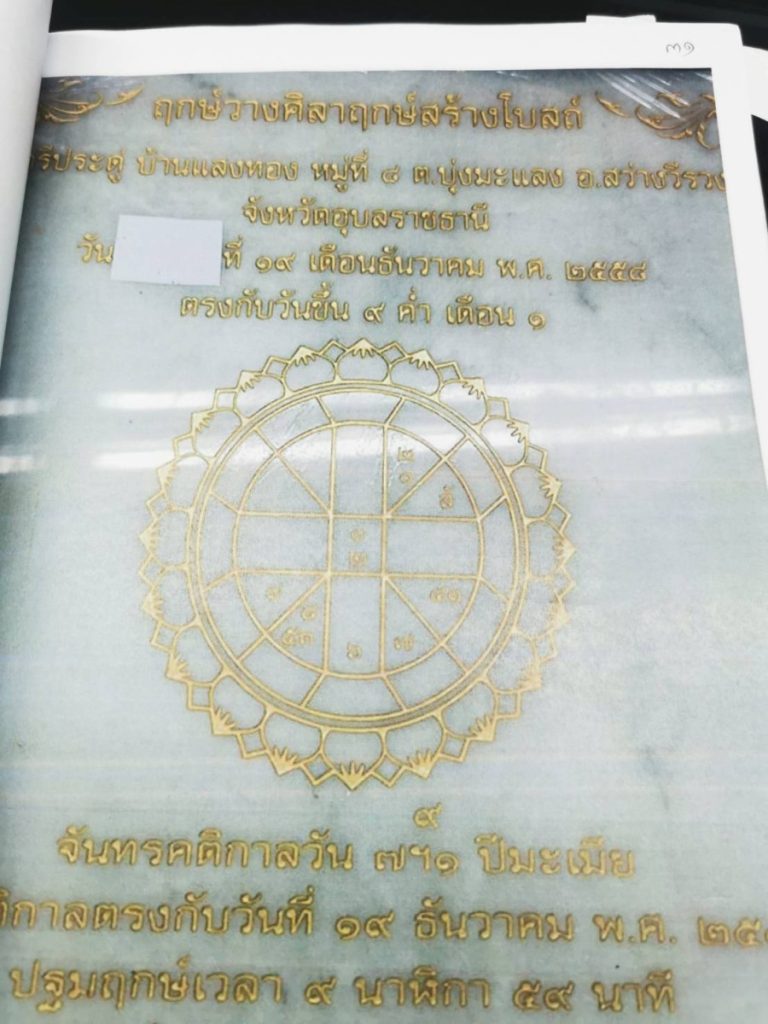 ๓๑
ฤกษ์วางศิลาฤกษ์สร้างโบสถ์
รีประดู่ บ้านแสงทอง หมู่ที่ ๔ ต.บุ่งมะแลง อ.สว่างวีรวง
จังหวัดอุบลราชธานี
วัน ที่ ๑๙ เดือนธันวาคม พ.ศ. ๒๕๕๔
ตรงกับวันขึ้น ๙ ค่ำ เดือน ๑
๖ ๗
๙
จันทรคติกาลวัน ๗ฯ๑ ปีมะเมีย
ติกาลตรงกับวันที่ ๑๙ ธันวาคม พ.ศ. ๒๕
ปฐมฤกษ์เวลา ๙ นาฬิกา ๕๙ นาที